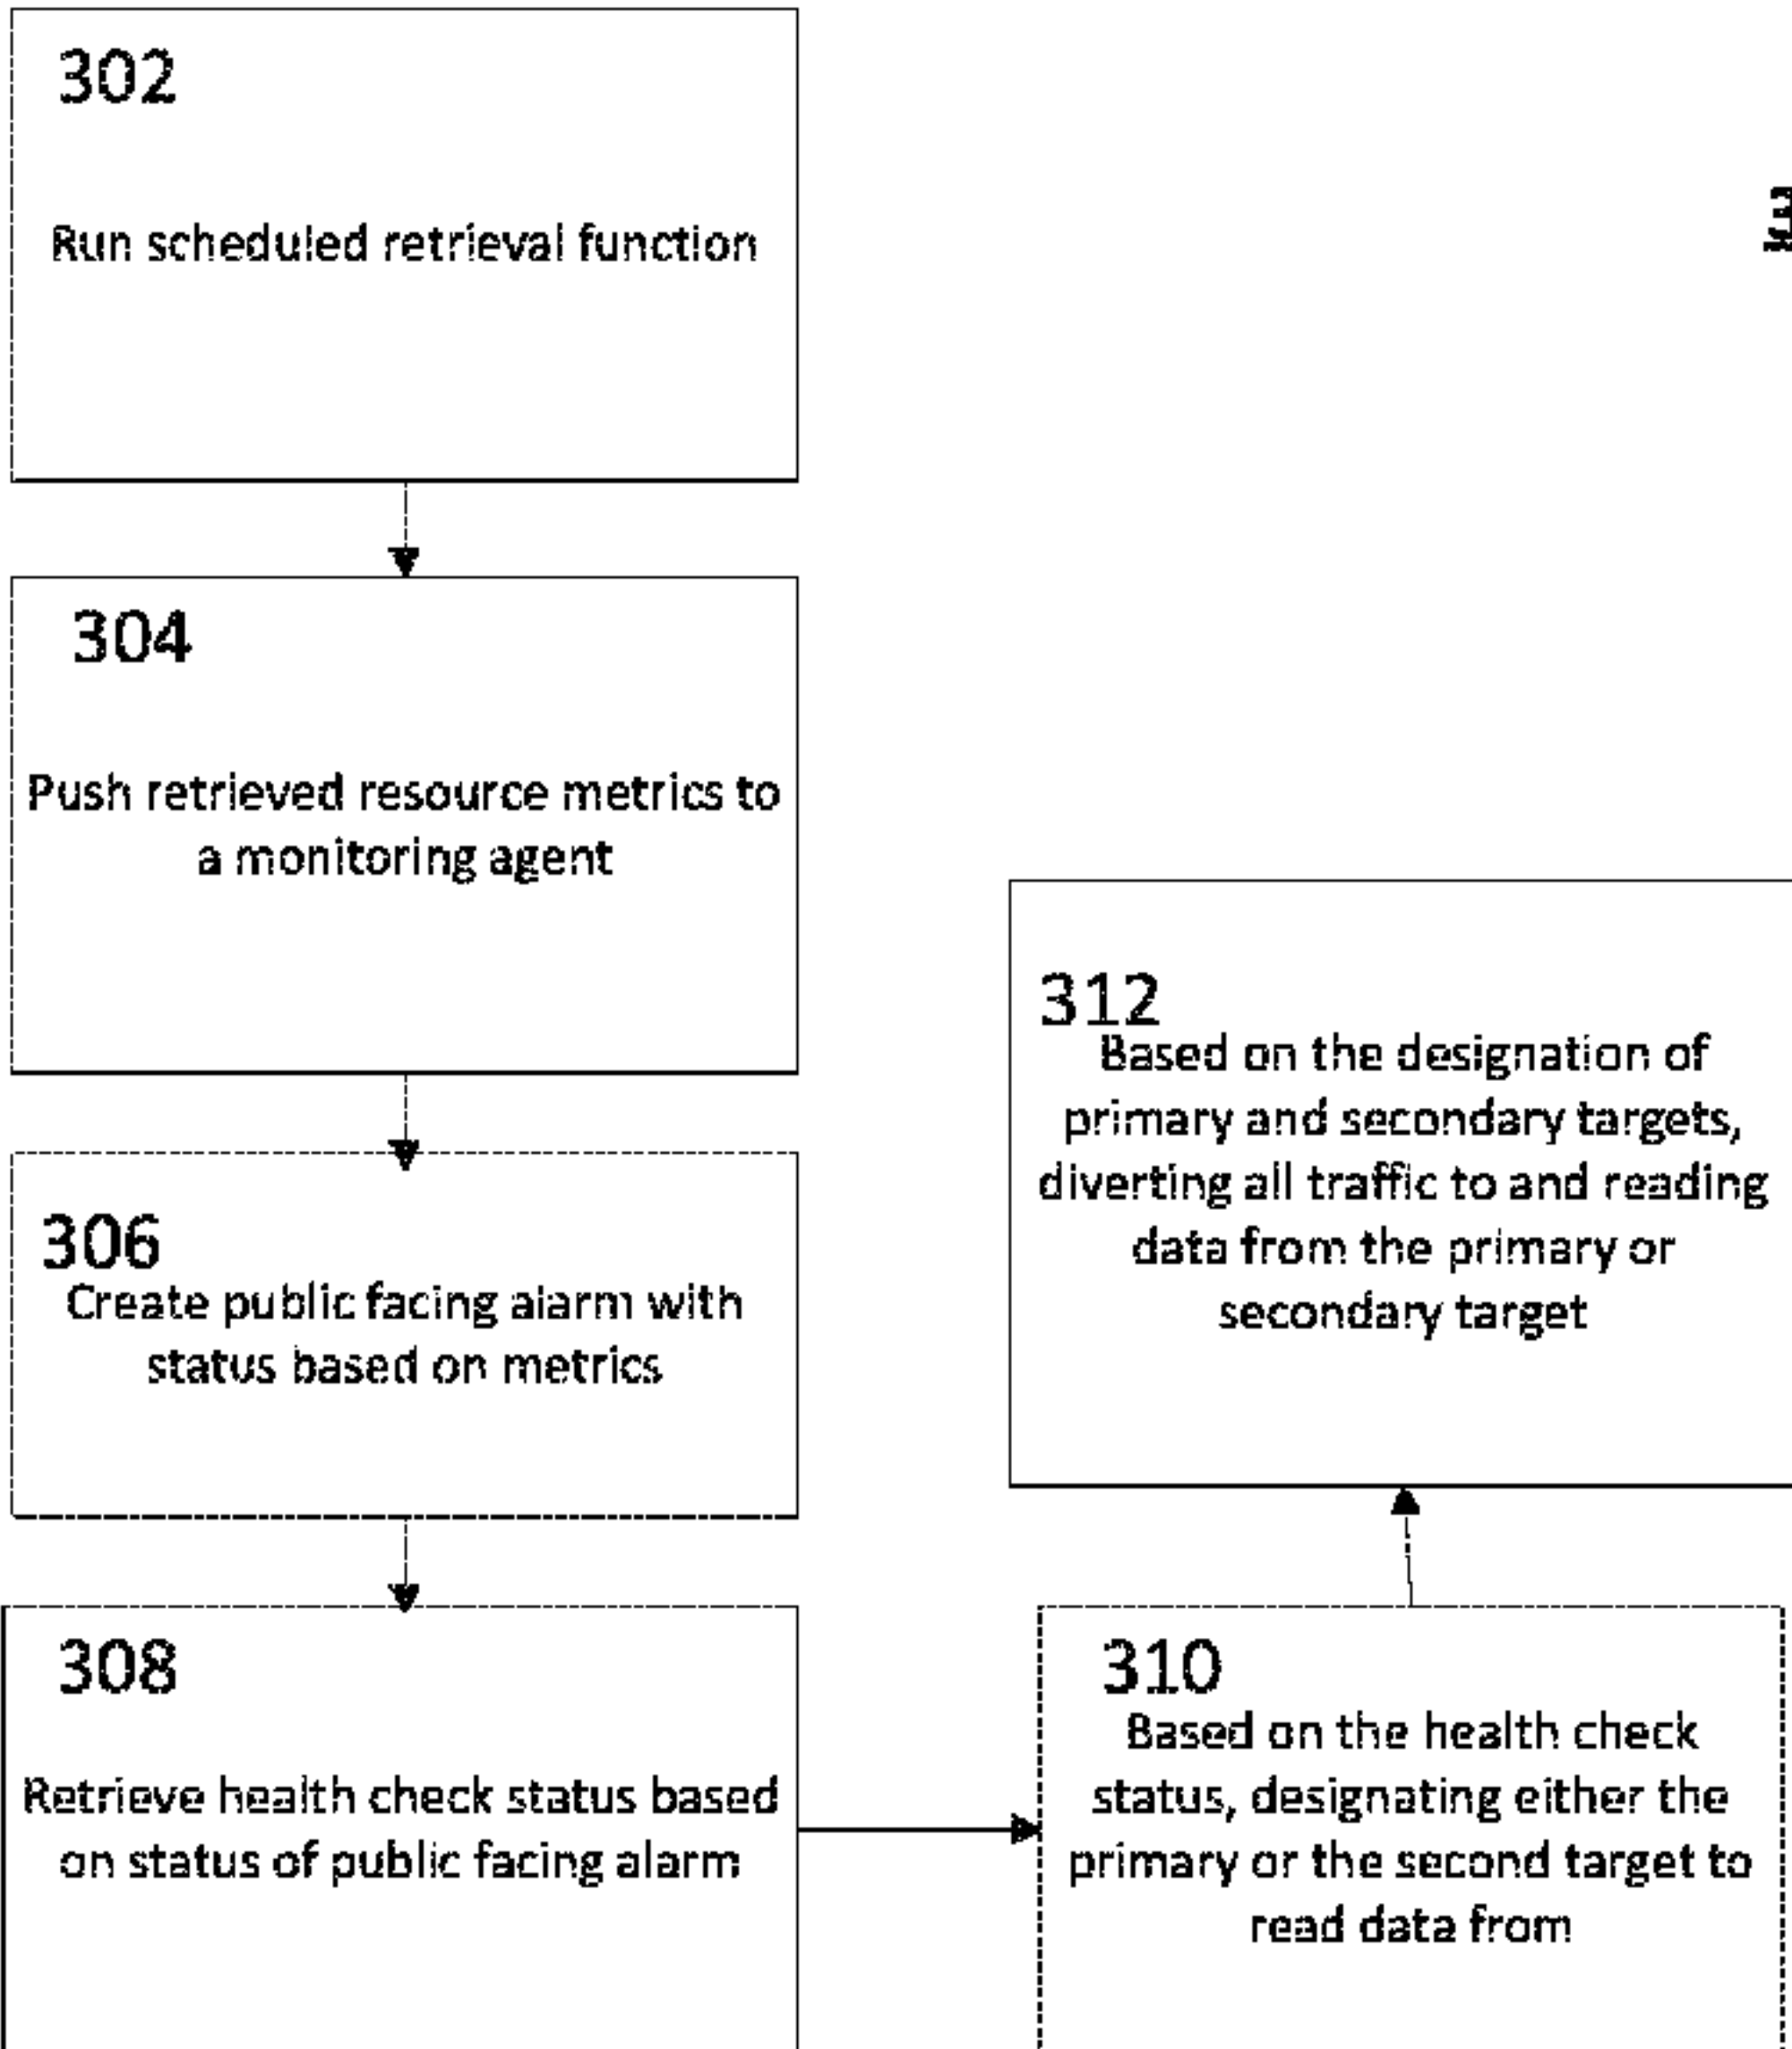 302
Run scheduled retrieval function
304
Push retrieved resource metrics to
a monitoring agent
306
Create public facing alarm with
status based on metrics
308
Retrieve health check status based
on status of public facing alarm
310
Based on the health check
status, designating either the
primary or the second target to
read data from
312
Based on the designation of
primary and secondary targets,
diverting all traffic to and reading
data from the primary or
secondary target